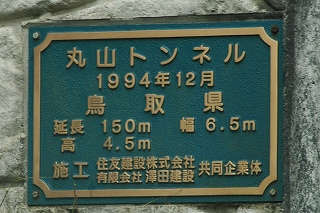 丸山トンネル
1994年12月
鳥取県
延長 150m 幅 6.5m
高 4.5m
施工 住友建設株式会社 共同企業体
有限会社 澤田建設